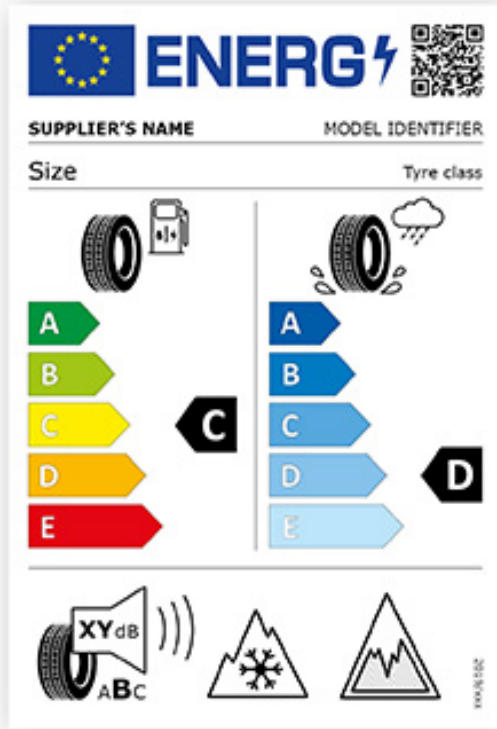 ENERG
SUPPLIER'S NAME MODEL IDENTIFIER
Size Tyre class
A A
B B
C C C
D D D
E E
XYdB
ABC